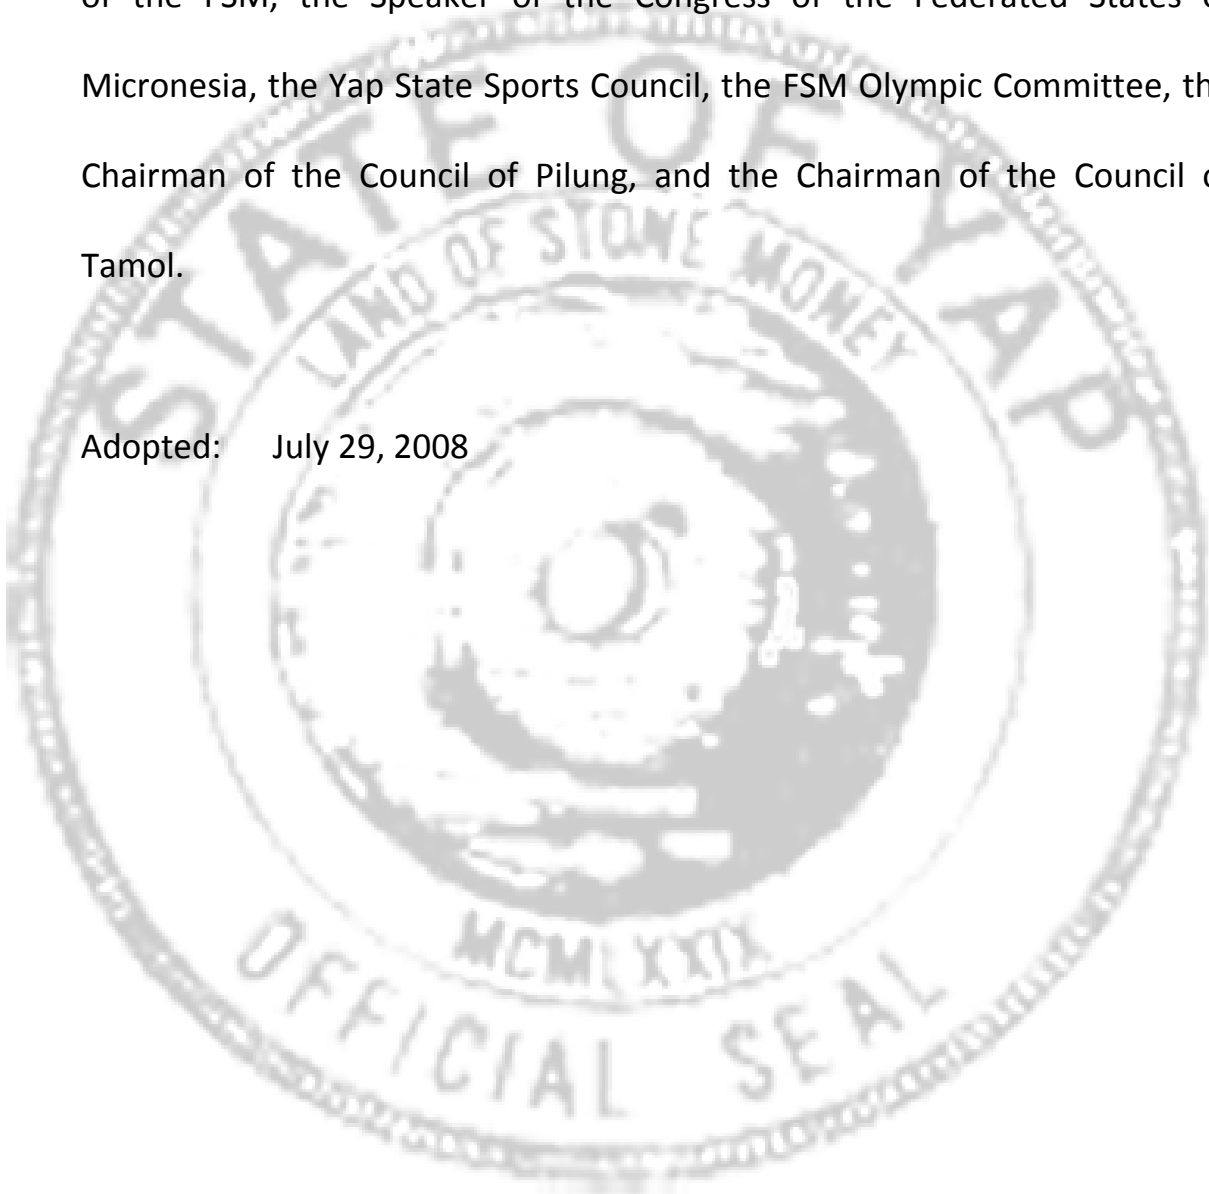 of the FSM, the Speaker of the Congress of the Federated States
Micronesia, the Yap State Sports Council, the FSM Olympic Committee,
Chairman of the Council of Pilung, and the Chairman of the Council
Tamol.
Adopted: July 29, 2008
STATE OF YAP
LAND OF STONE MONEY
MCMLXXIX
OFFICIAL SEAL